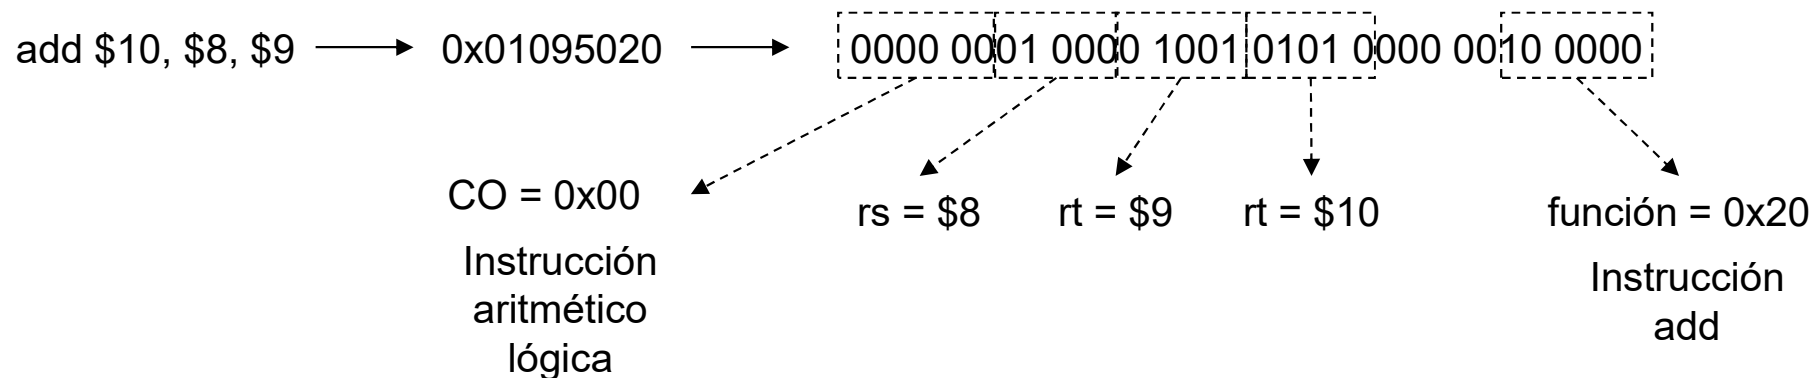 add $10, $8, $9 0x01095020 0000 0001 0000 1001 0101 0000 0010 0000
CO = 0x00 rs = $8 rt = $9 rt = $10 función = 0x20
Instrucción
aritmético
lógica
Instrucción
add